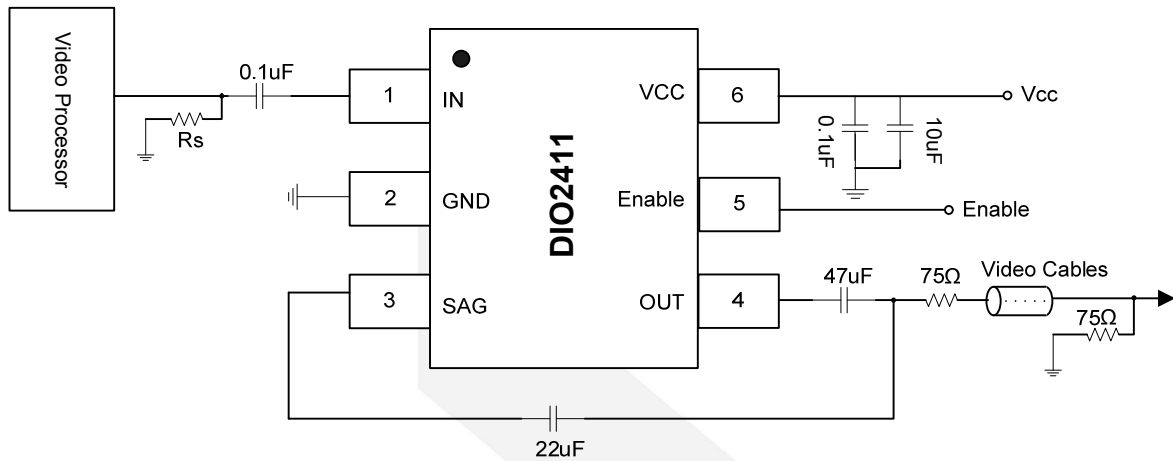 Video Processor
0.1uF
Rs
1
IN
2
GND
3
SAG
DIO2411
VCC
6
Enable
5
OUT
4
Vcc
0.1uF
10uF
Enable
47uF
75Ω
Video Cables
75Ω
22uF